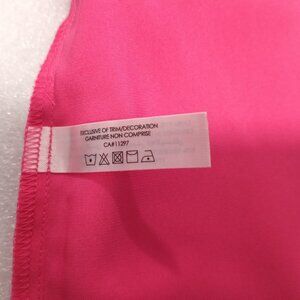 EXCLUSIVE OF TRIM/DECORATION
GARNITURE NON COMPRISE
CA#11297